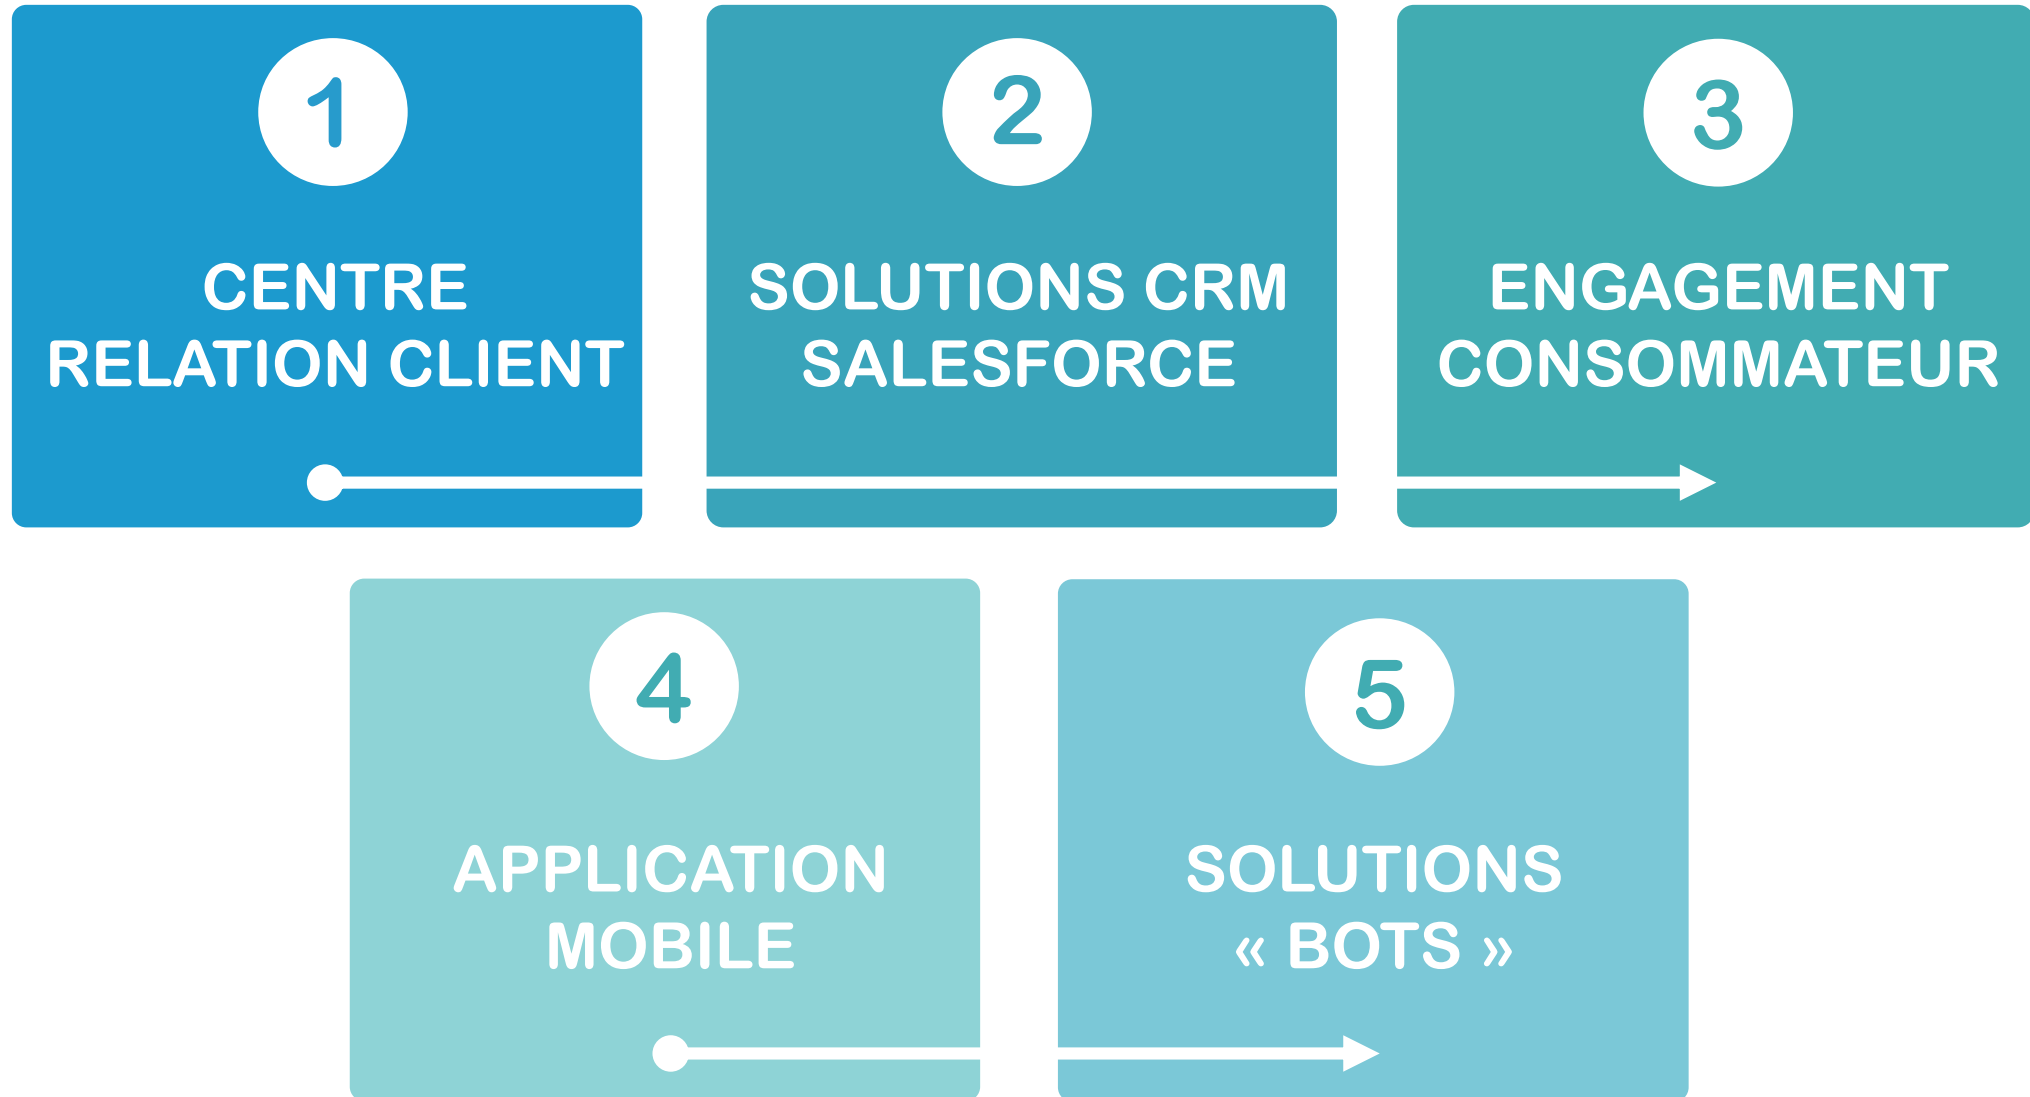 1
CENTRE
RELATION CLIENT
2
SOLUTIONS CRM
SALESFORCE
3
ENGAGEMENT
CONSOMMATEUR
4
APPLICATION
MOBILE
5
SOLUTIONS
« BOTS »